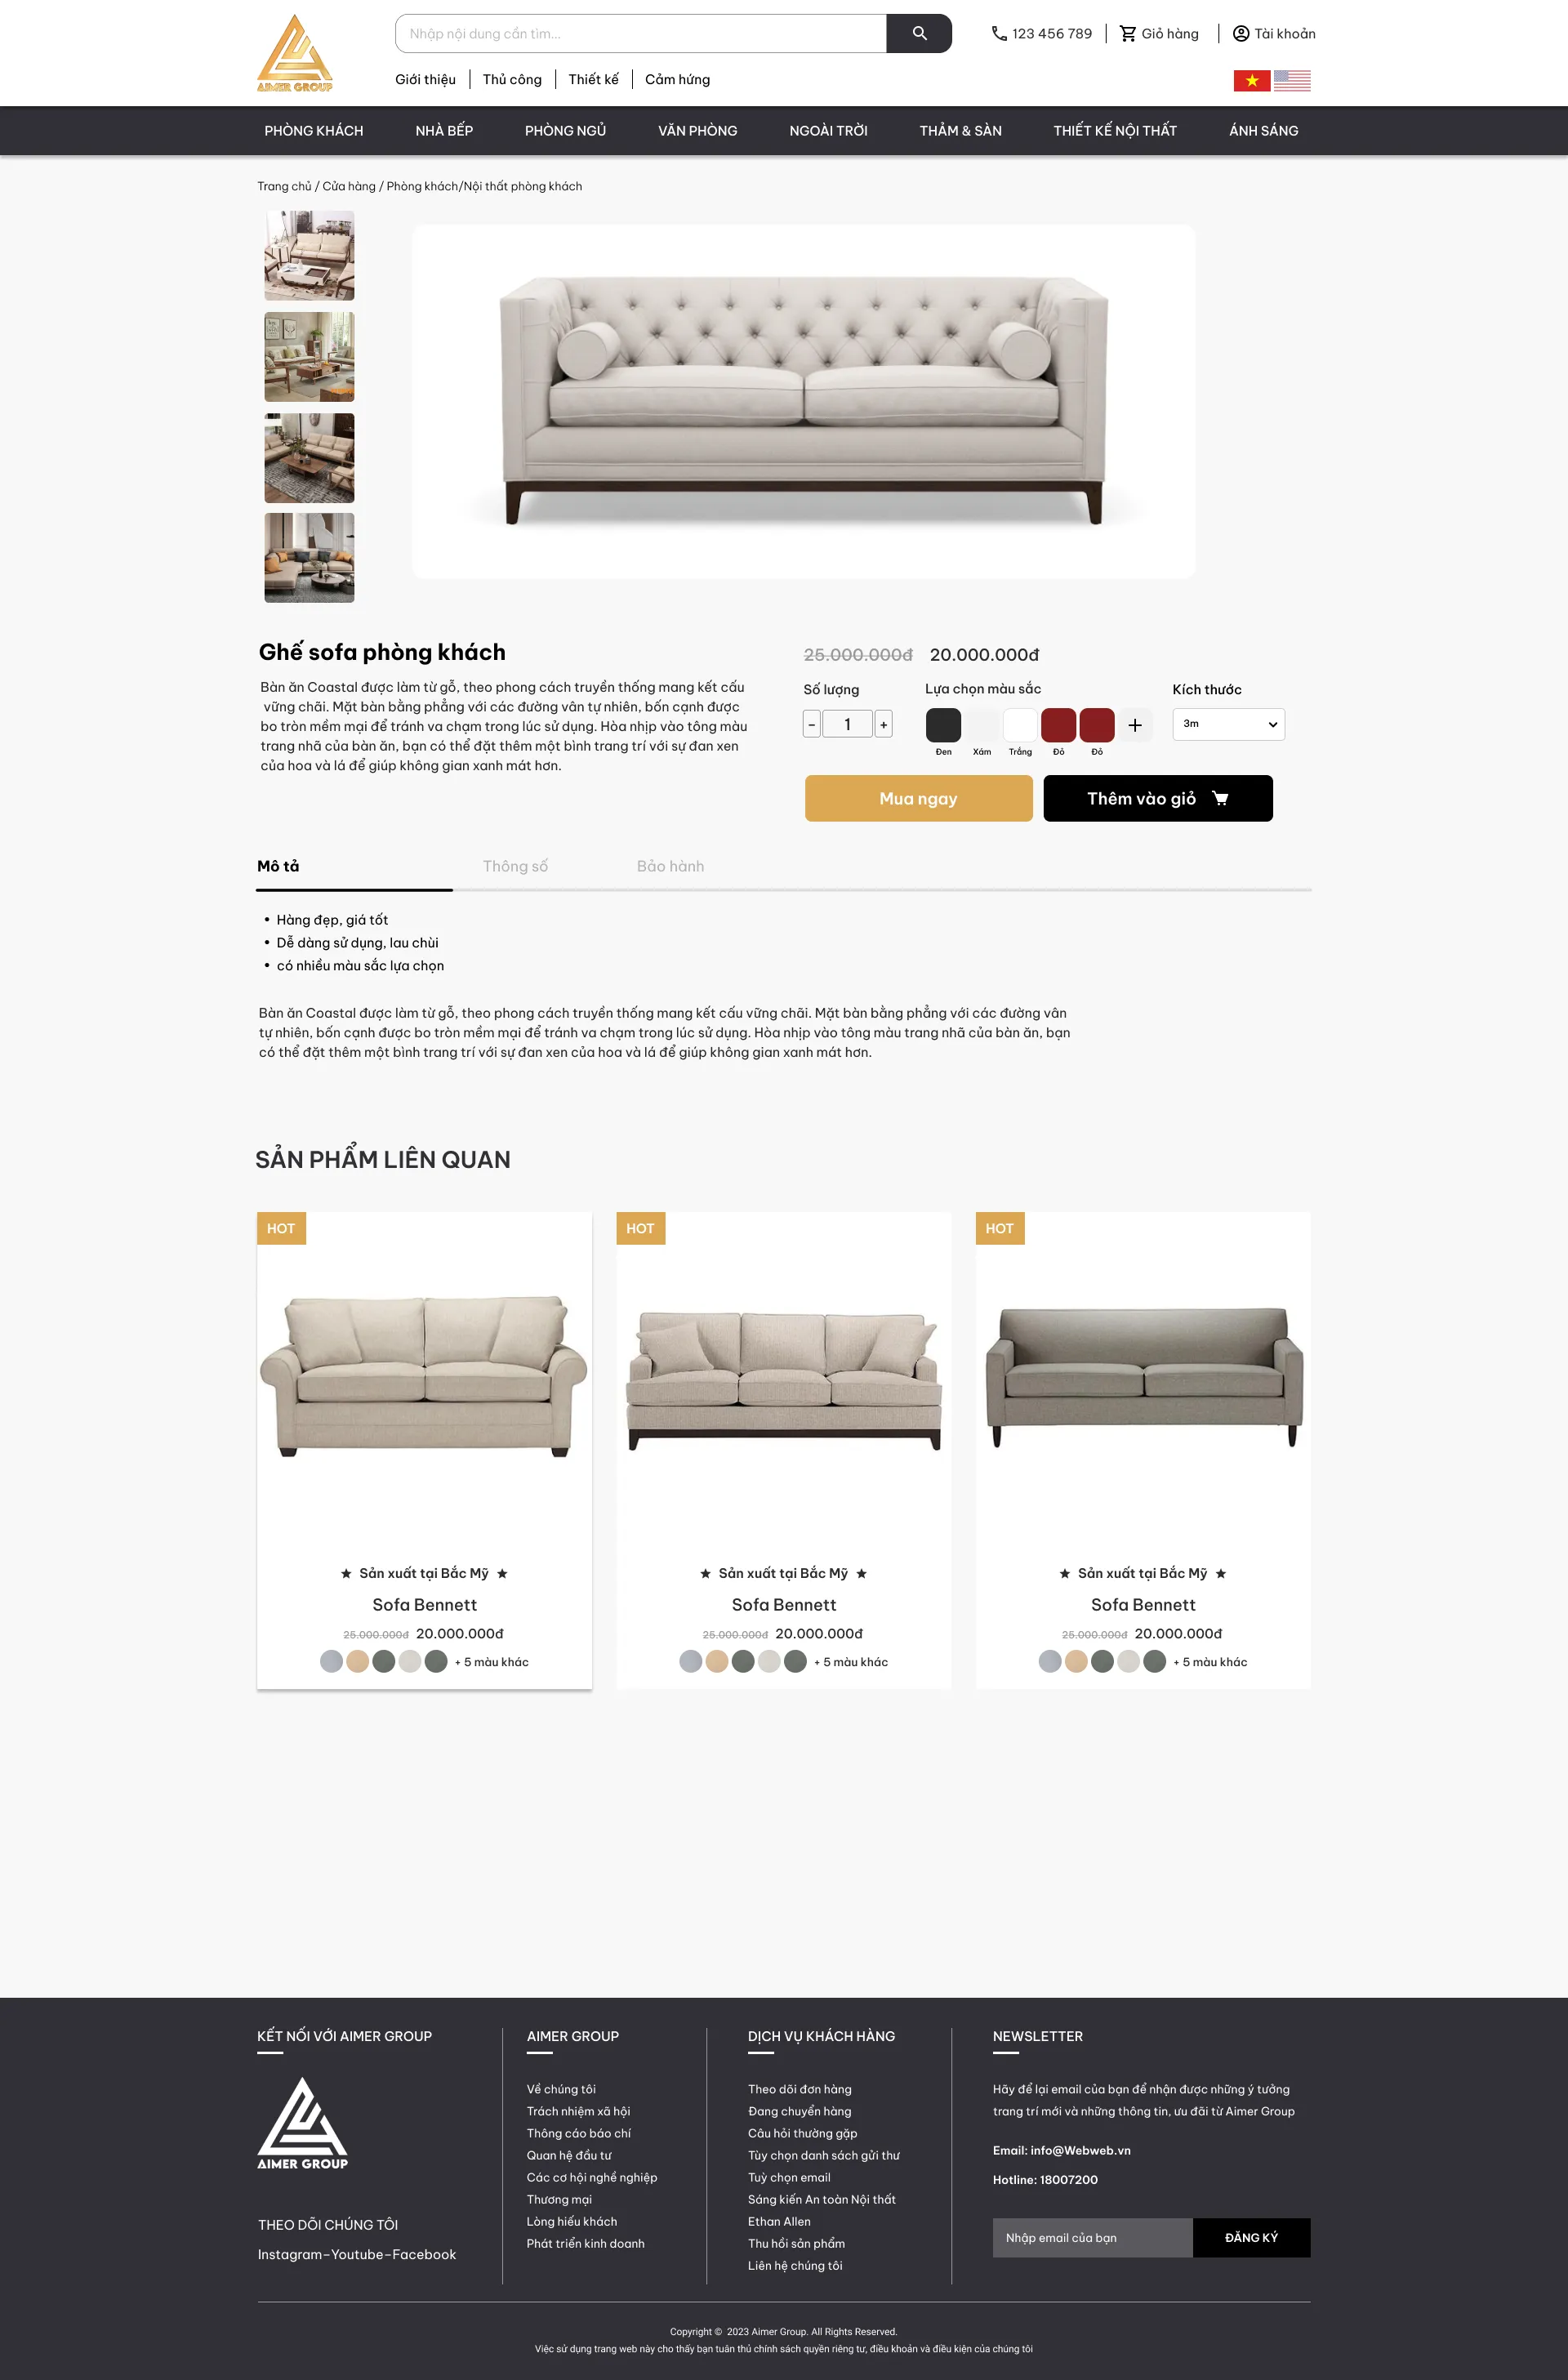 AIMER GROUP
Nhập nội dung cần tìm...
123 456 789
Giỏ hàng
Tài khoản
Giới thiệu
Thủ công
Thiết kế
Cảm hứng
PHÒNG KHÁCH
NHÀ BẾP
PHÒNG NGỦ
VĂN PHÒNG
NGOÀI TRỜI
THẢM & SÀN
THIẾT KẾ NỘI THẤT
ÁNH SÁNG
Trang chủ / Cửa hàng / Phòng khách/Nội thất phòng khách
Ghế sofa phòng khách
Bàn ăn Coastal được làm từ gỗ, theo phong cách truyền thống mang kết cấu
vững chãi. Mặt bàn bằng phẳng với các đường vân tự nhiên, bốn cạnh được
bo tròn mềm mại để tránh va chạm trong lúc sử dụng. Hòa nhịp vào tông màu
trang nhã của bàn ăn, bạn có thể đặt thêm một bình trang trí với sự đan xen
của hoa và lá để giúp không gian xanh mát hơn.
25.000.000đ 20.000.000đ
Số lượng
Lựa chọn màu sắc
Kích thước
- 1 +
+
3m
Đen
Xám
Trắng
Đỏ
Đỏ
Mua ngay
Thêm vào giỏ
Mô tả
Thông số
Bảo hành
• Hàng đẹp, giá tốt
• Dễ dàng sử dụng, lau chùi
• có nhiều màu sắc lựa chọn
Bàn ăn Coastal được làm từ gỗ, theo phong cách truyền thống mang kết cấu vững chãi. Mặt bàn bằng phẳng với các đường vân
tự nhiên, bốn cạnh được bo tròn mềm mại để tránh va chạm trong lúc sử dụng. Hòa nhịp vào tông màu trang nhã của bàn ăn, bạn
có thể đặt thêm một bình trang trí với sự đan xen của hoa và lá để giúp không gian xanh mát hơn.
SẢN PHẨM LIÊN QUAN
HOT
★ Sản xuất tại Bắc Mỹ ★
Sofa Bennett
25.000.000đ 20.000.000đ
+ 5 màu khác
HOT
★ Sản xuất tại Bắc Mỹ ★
Sofa Bennett
25.000.000đ 20.000.000đ
+ 5 màu khác
HOT
★ Sản xuất tại Bắc Mỹ ★
Sofa Bennett
25.000.000đ 20.000.000đ
+ 5 màu khác
KẾT NỐI VỚI AIMER GROUP
AIMER GROUP
THEO DÕI CHÚNG TÔI
Instagram–Youtube–Facebook
AIMER GROUP
Về chúng tôi
Trách nhiệm xã hội
Thông cáo báo chí
Quan hệ đầu tư
Các cơ hội nghề nghiệp
Thương mại
Lòng hiếu khách
Phát triển kinh doanh
DỊCH VỤ KHÁCH HÀNG
Theo dõi đơn hàng
Đang chuyển hàng
Câu hỏi thường gặp
Tùy chọn danh sách gửi thư
Tuỳ chọn email
Sáng kiến An toàn Nội thất
Ethan Allen
Thu hồi sản phẩm
Liên hệ chúng tôi
NEWSLETTER
Hãy để lại email của bạn để nhận được những ý tưởng
trang trí mới và những thông tin, ưu đãi từ Aimer Group
Email: info@Webweb.vn
Hotline: 18007200
Nhập email của bạn
ĐĂNG KÝ
Copyright © 2023 Aimer Group. All Rights Reserved.
Việc sử dụng trang web này cho thấy bạn tuân thủ chính sách quyền riêng tư, điều khoản và điều kiện của chúng tôi